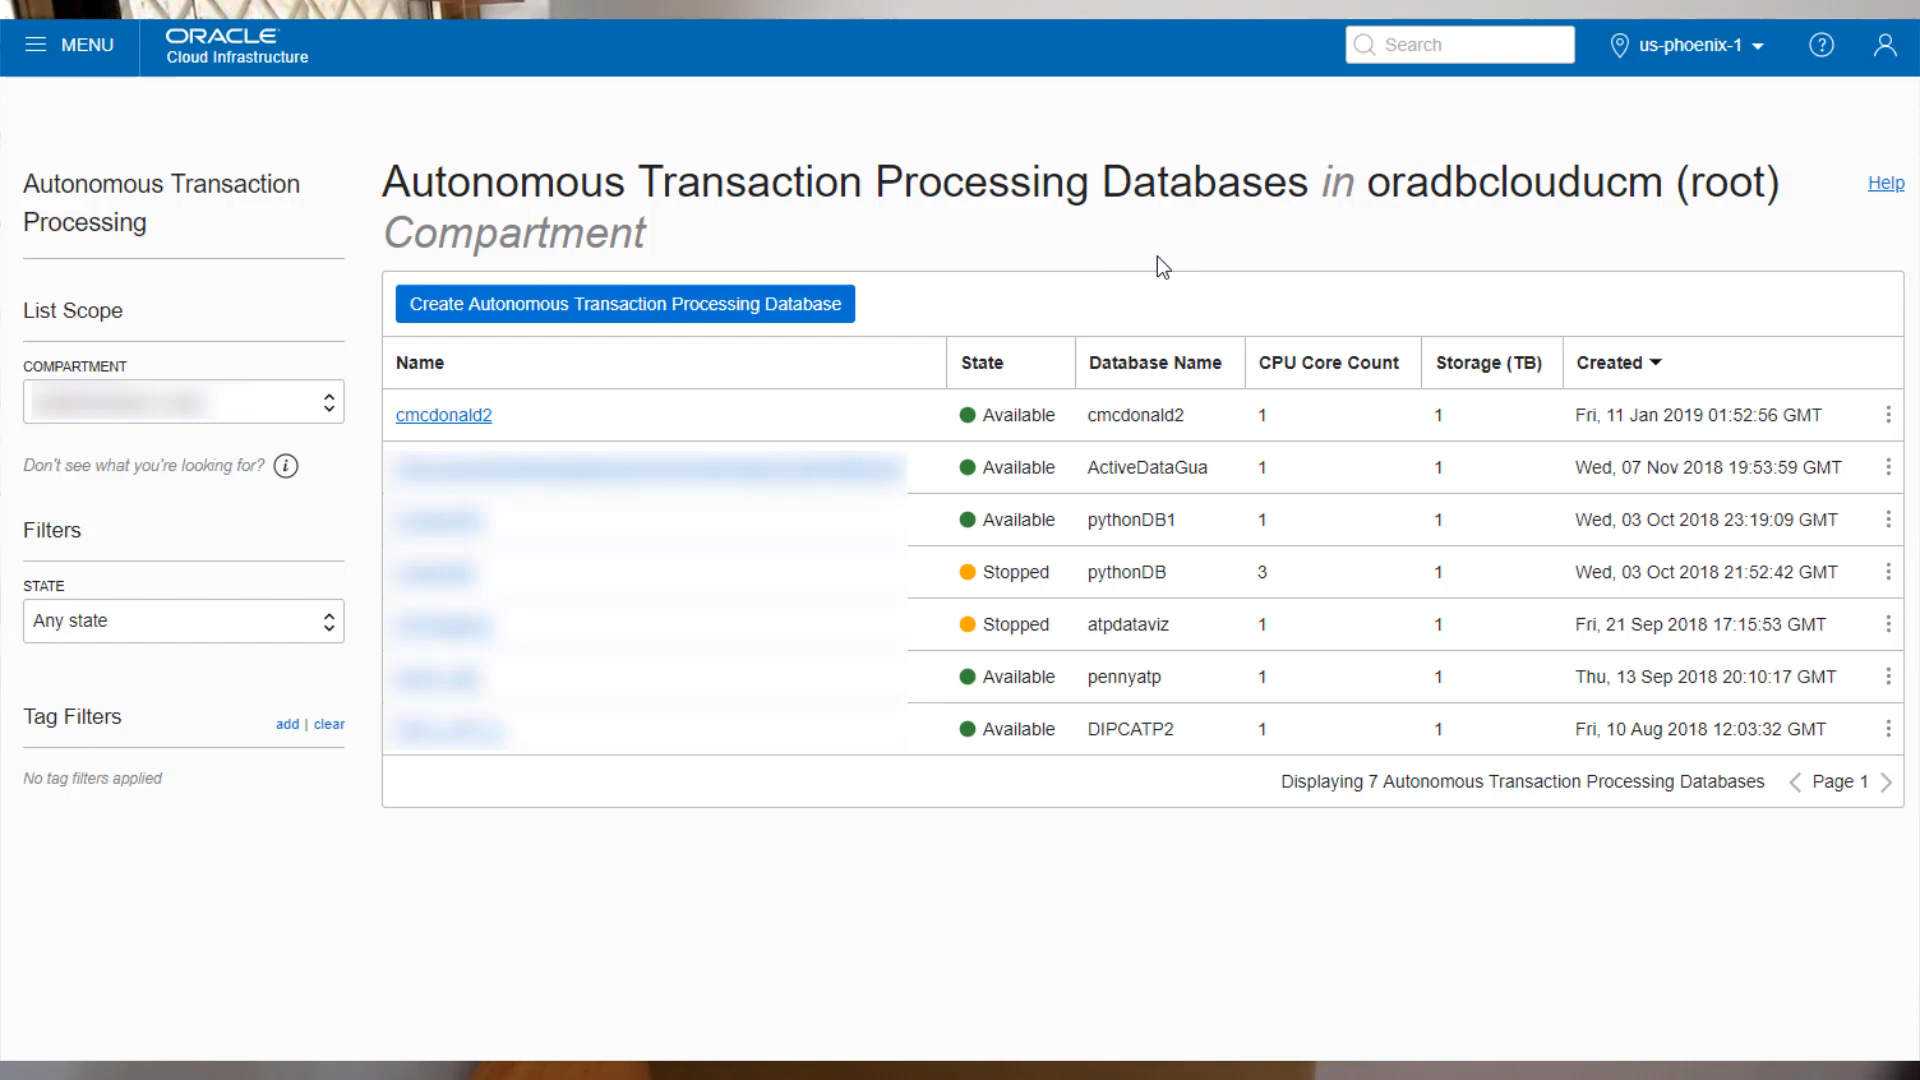 MENU
ORACLE
Cloud Infrastructure
Search
us-phoenix-1
Autonomous Transaction
Processing
Autonomous Transaction Processing Databases in oradbclouducm (root)
Compartment
Help
List Scope
COMPARTMENT
Don't see what you're looking for?
Filters
STATE
Any state
Tag Filters
add | clear
No tag filters applied
Create Autonomous Transaction Processing Database
Name State Database Name CPU Core Count Storage (TB) Created
cmcdonald2 Available cmcdonald2 1 1 Fri, 11 Jan 2019 01:52:56 GMT
Available ActiveDataGua 1 1 Wed, 07 Nov 2018 19:53:59 GMT
Available pythonDB1 1 1 Wed, 03 Oct 2018 23:19:09 GMT
Stopped pythonDB 3 1 Wed, 03 Oct 2018 21:52:42 GMT
Stopped atpdataviz 1 1 Fri, 21 Sep 2018 17:15:53 GMT
Available pennyatp 1 1 Thu, 13 Sep 2018 20:10:17 GMT
Available DIPCATP2 1 1 Fri, 10 Aug 2018 12:03:32 GMT
Displaying 7 Autonomous Transaction Processing Databases Page 1